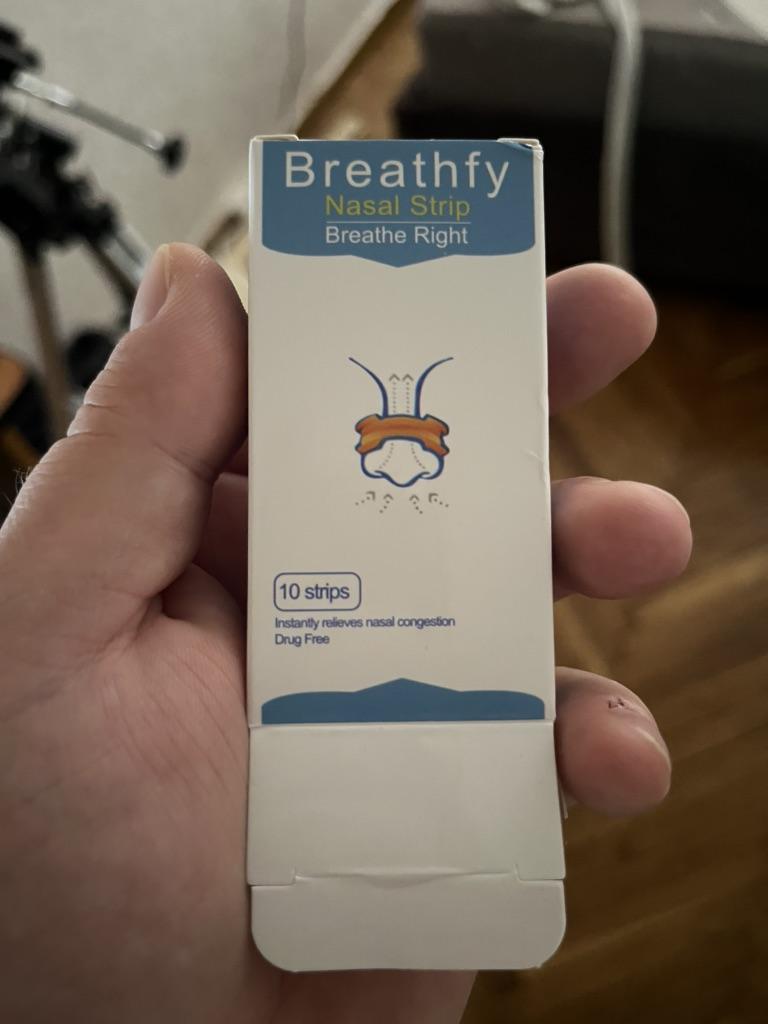 Breathfy
Nasal Strip
Breathe Right
10 strips
Instantly relieves nasal congestion
Drug Free